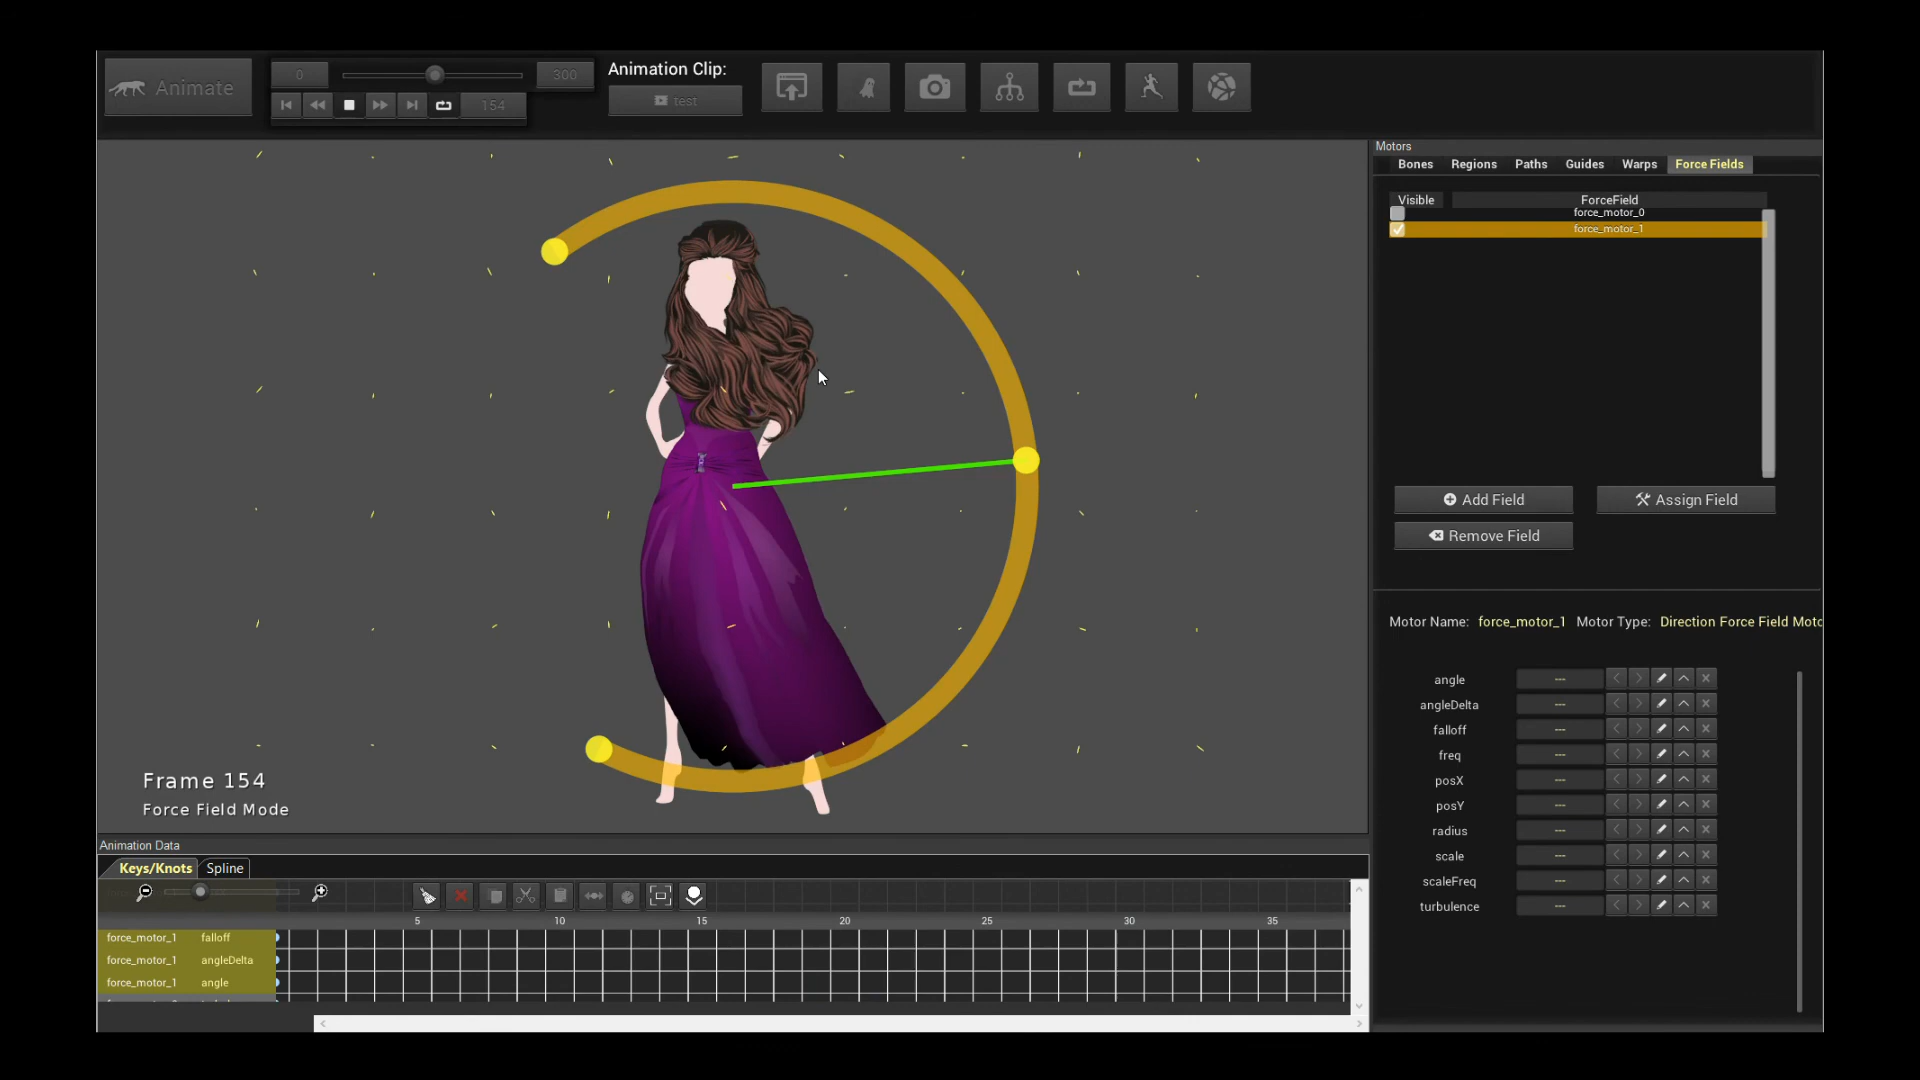 Animate
0
300
154
Animation Clip:
test
Motors
Bones Regions Paths Guides Warps Force Fields
Visible ForceField
force_motor_0
force_motor_1
Add Field Assign Field
Remove Field
Motor Name: force_motor_1 Motor Type: Direction Force Field Moto
angle ---
angleDelta ---
falloff ---
freq ---
posX ---
posY ---
radius ---
scale ---
scaleFreq ---
turbulence ---
Frame 154
Force Field Mode
Animation Data
Keys/Knots Spline
5 10 15 20 25 30 35
force_motor_1 falloff
force_motor_1 angleDelta
force_motor_1 angle